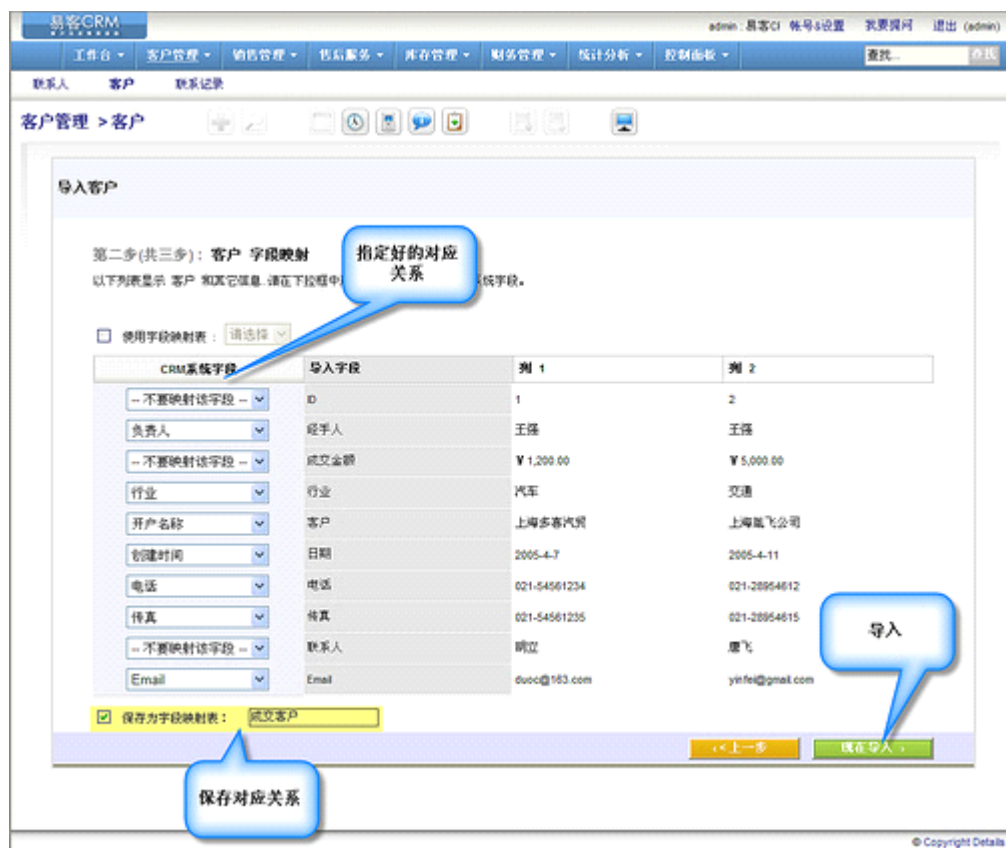 易客CRM
admin : 易客CI 帐号&设置 我要提问 退出 (admin)
工作台 客户管理 销售管理 售后服务 库存管理 财务管理 统计分析 控制面板 查找... 查找
联系人 客户 联系记录
客户管理 > 客户
导入客户
第二步(共三步): 客户 字段映射
指定好的对应关系
以下列表显示 客户 和其它信息.请在下拉框中 系统字段。
使用字段映射表 : 请选择
CRM系统字段 导入字段 列 1 列 2
-- 不要映射该字段 -- ID 1 2
负责人 经手人 王强 王强
-- 不要映射该字段 -- 成交金额 ¥ 1,200.00 ¥ 5,000.00
行业 行业 汽车 交通
开户名称 客户 上海多客汽贸 上海氩飞公司
创建时间 日期 2005-4-7 2005-4-11
电话 电话 021-54561234 021-28954612
传真 传真 021-54561235 021-28954615
-- 不要映射该字段 -- 联系人 明立 唐飞
Email Email duoc@163.com yinfei@gmail.com
导入
保存为字段映射表: 成交客户
<<上一步 现在导入 ›
保存对应关系
© Copyright Details